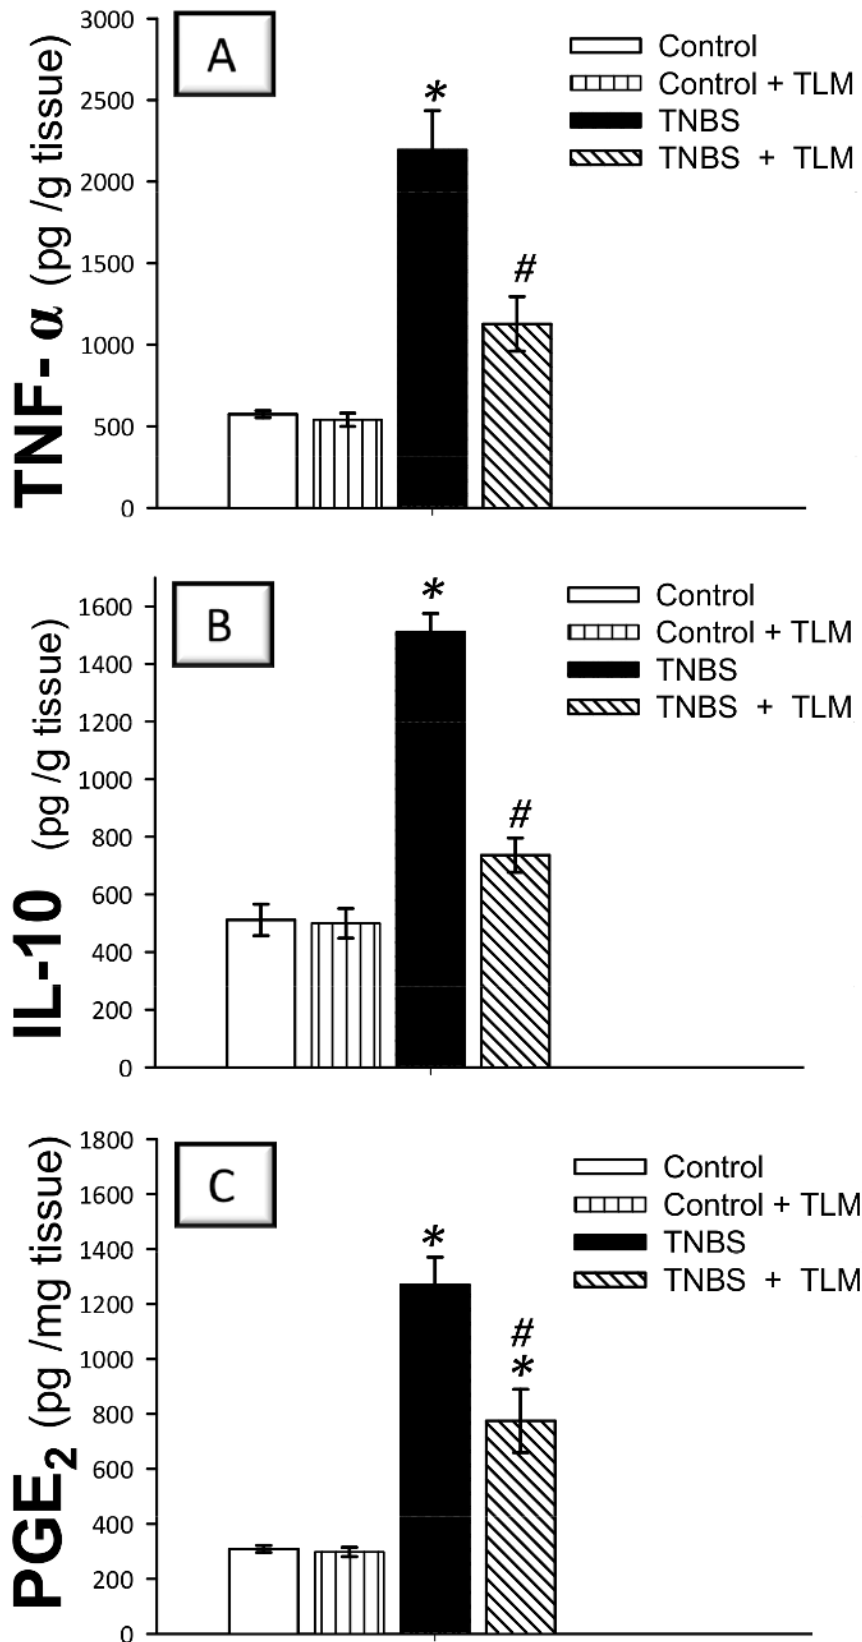 A
TNF-α (pg /g tissue)
3000
2500
2000
1500
1000
500
0
Control
Control + TLM
TNBS
TNBS + TLM
*
#
B
IL-10 (pg /g tissue)
1600
1400
1200
1000
800
600
400
200
0
Control
Control + TLM
TNBS
TNBS + TLM
*
#
C
PGE₂ (pg /mg tissue)
1800
1600
1400
1200
1000
800
600
400
200
0
Control
Control + TLM
TNBS
TNBS + TLM
*
#
*